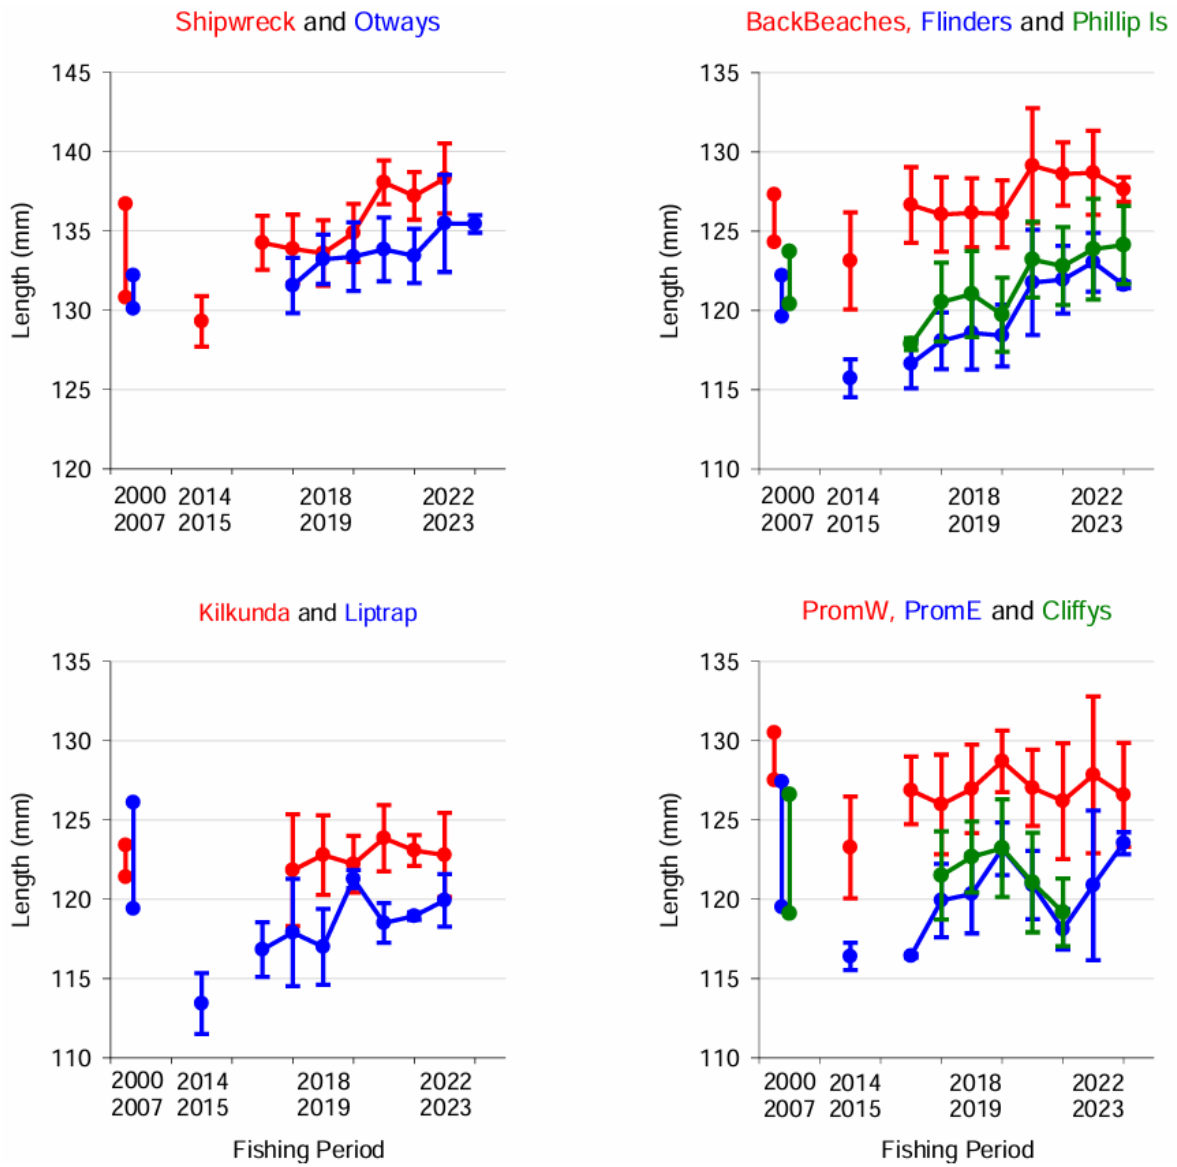 Shipwreck and Otways
145
140
135
130
125
120
Length (mm)
2000 2014 2018 2022
2007 2015 2019 2023
BackBeaches, Flinders and Phillip Is
135
130
125
120
115
110
Length (mm)
2000 2014 2018 2022
2007 2015 2019 2023
Kilkunda and Liptrap
135
130
125
120
115
110
Length (mm)
2000 2014 2018 2022
2007 2015 2019 2023
Fishing Period
PromW, PromE and Cliffys
135
130
125
120
115
110
Length (mm)
2000 2014 2018 2022
2007 2015 2019 2023
Fishing Period